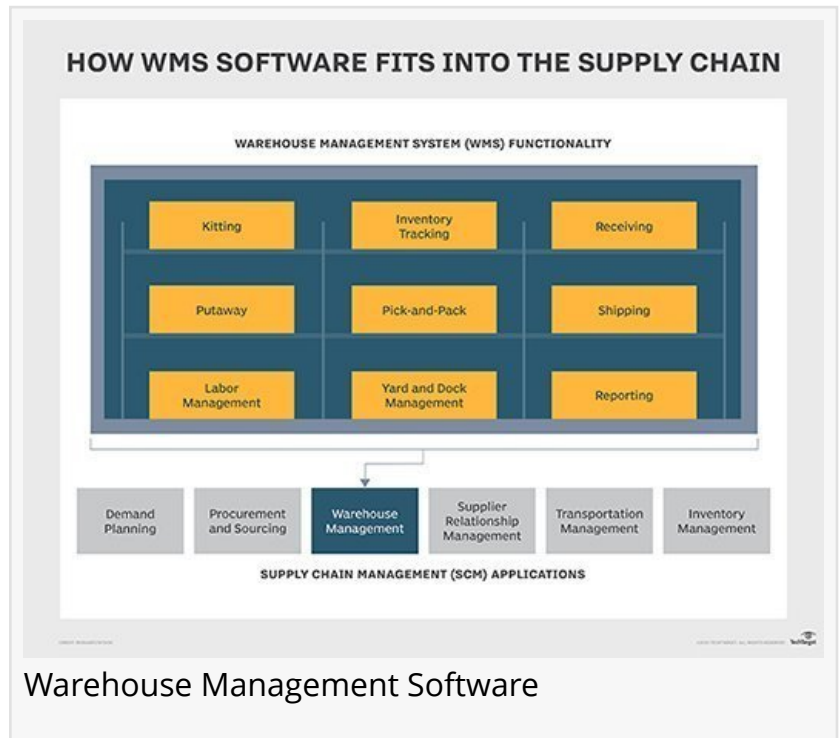 HOW WMS SOFTWARE FITS INTO THE SUPPLY CHAIN
WAREHOUSE MANAGEMENT SYSTEM (WMS) FUNCTIONALITY
Kitting
Inventory
Tracking
Receiving
Putaway
Pick-and-Pack
Shipping
Labor
Management
Yard and Dock
Management
Reporting
Demand
Planning
Procurement
and Sourcing
Warehouse
Management
Supplier
Relationship
Management
Transportation
Management
Inventory
Management
SUPPLY CHAIN MANAGEMENT (SCM) APPLICATIONS
TechTarget
Warehouse Management Software